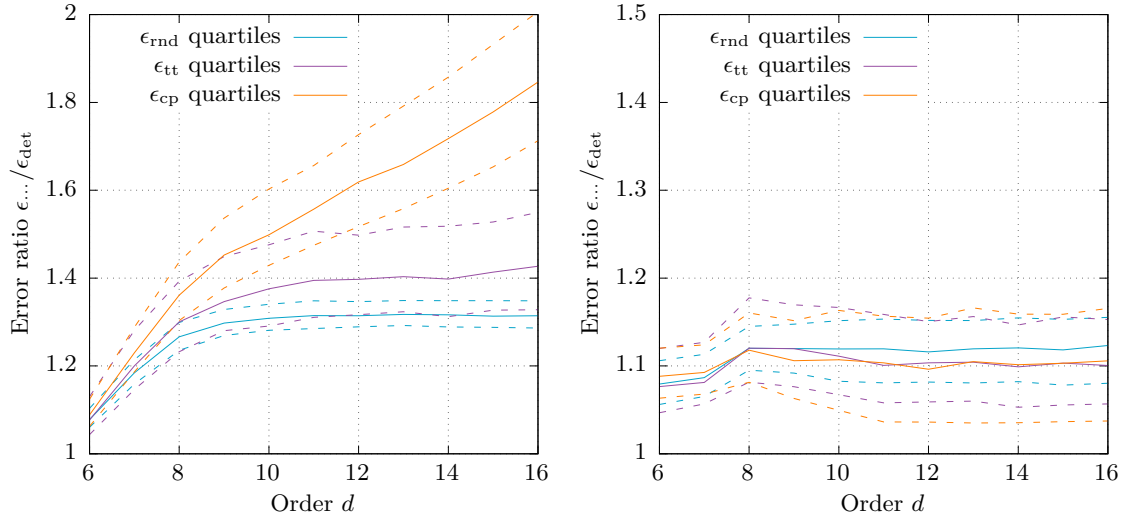 2
1.8
1.6
1.4
1.2
1
6 8 10 12 14 16
Order d
Error ratio ϵ.../ϵdet
ϵrnd quartiles
ϵtt quartiles
ϵcp quartiles
1.5
1.4
1.3
1.2
1.1
1
6 8 10 12 14 16
Order d
Error ratio ϵ.../ϵdet
ϵrnd quartiles
ϵtt quartiles
ϵcp quartiles